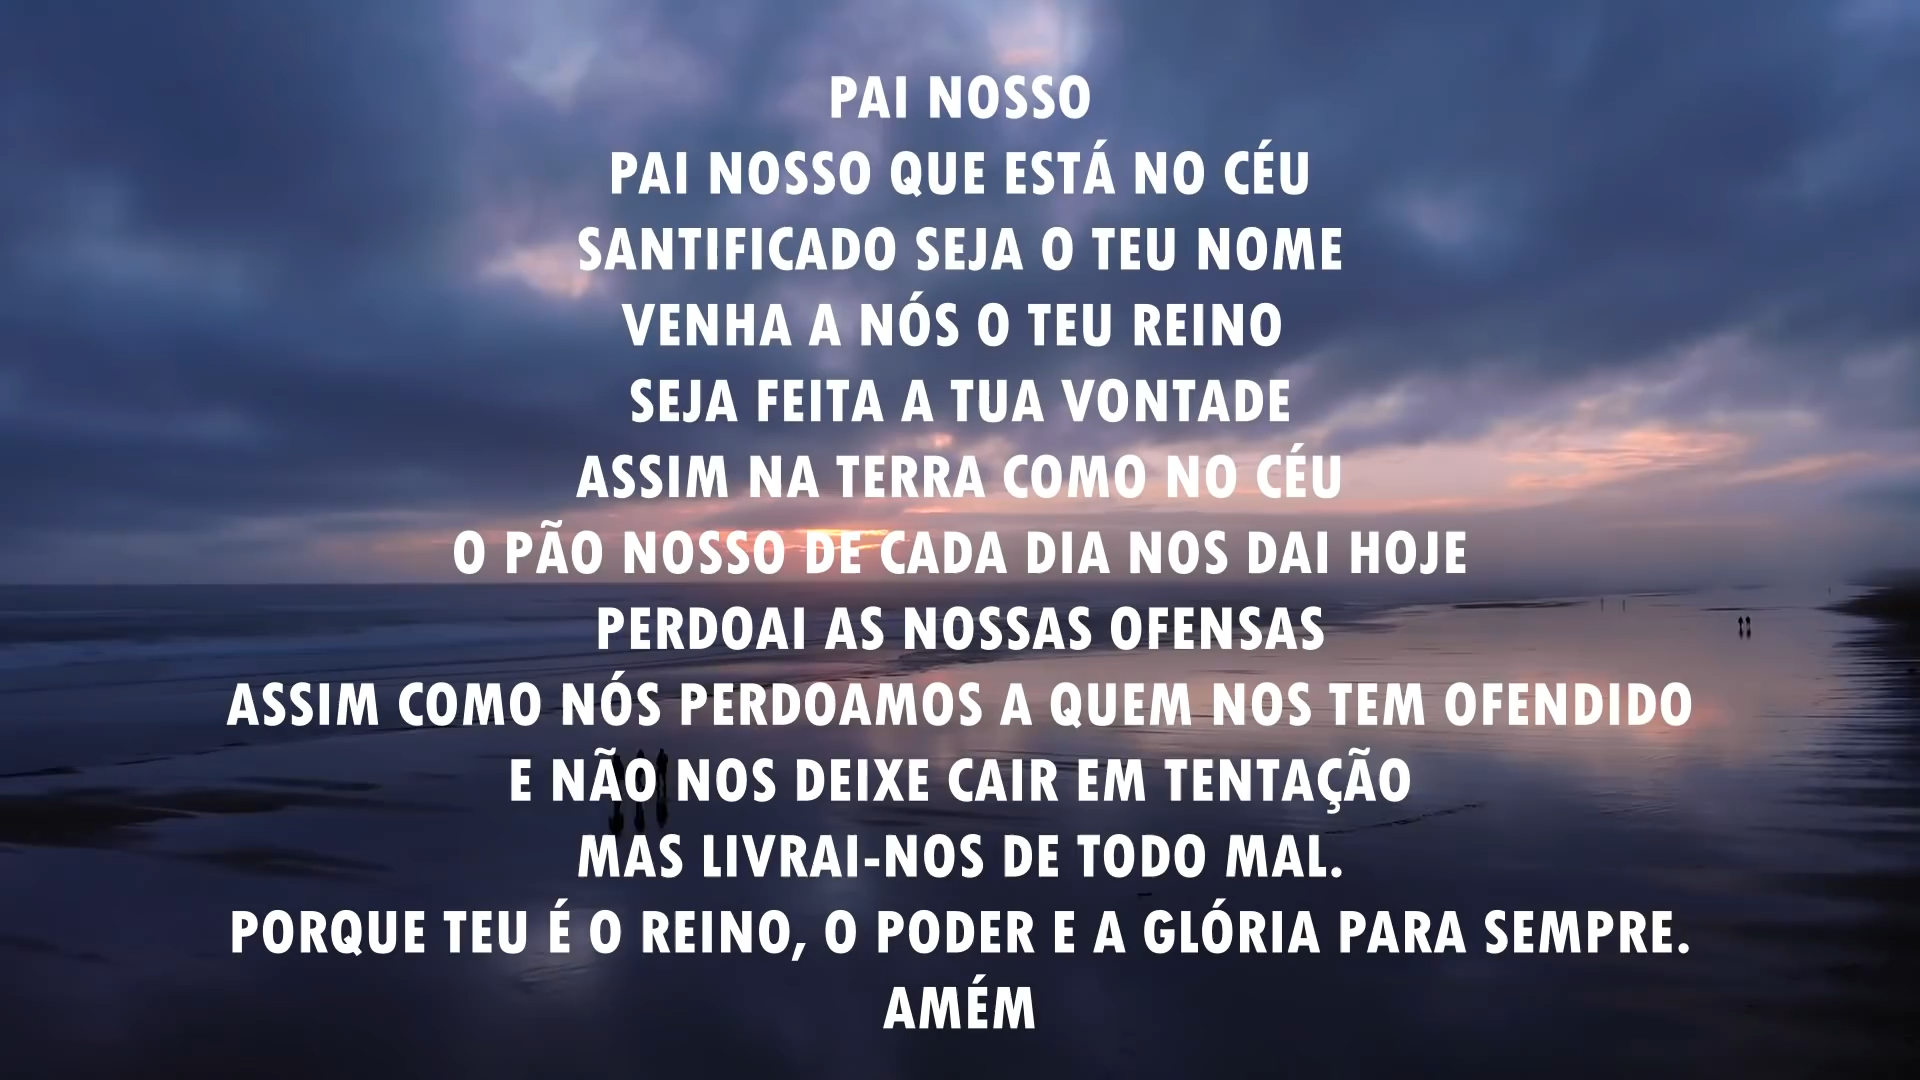 PAI NOSSO
PAI NOSSO QUE ESTÁ NO CÉU
SANTIFICADO SEJA O TEU NOME
VENHA A NÓS O TEU REINO
SEJA FEITA A TUA VONTADE
ASSIM NA TERRA COMO NO CÉU
O PÃO NOSSO DE CADA DIA NOS DAI HOJE
PERDOAI AS NOSSAS OFENSAS
ASSIM COMO NÓS PERDOAMOS A QUEM NOS TEM OFENDIDO
E NÃO NOS DEIXE CAIR EM TENTAÇÃO
MAS LIVRAI-NOS DE TODO MAL.
PORQUE TEU É O REINO, O PODER E A GLÓRIA PARA SEMPRE.
AMÉM